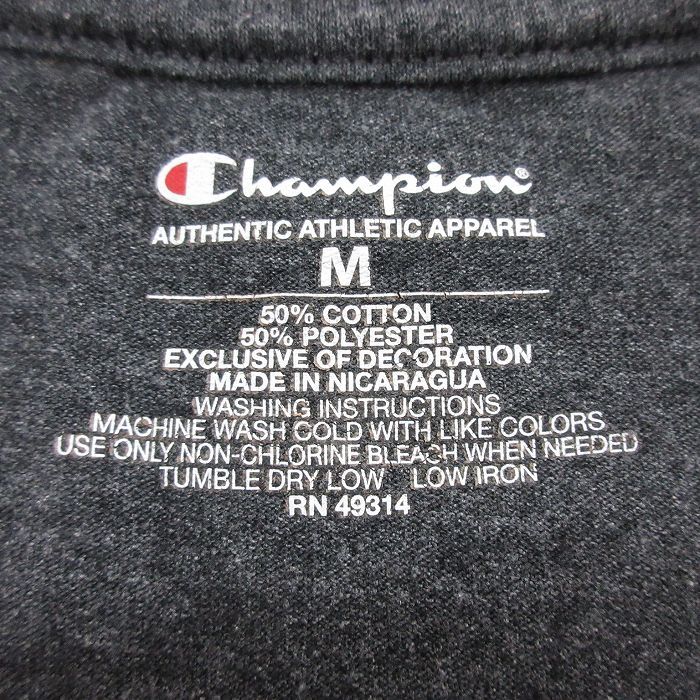 Champion®
AUTHENTIC ATHLETIC APPAREL
M
50% COTTON
50% POLYESTER
EXCLUSIVE OF DECORATION
MADE IN NICARAGUA
WASHING INSTRUCTIONS
MACHINE WASH COLD WITH LIKE COLORS
USE ONLY NON-CHLORINE BLEACH WHEN NEEDED
TUMBLE DRY LOW LOW IRON
RN 49314